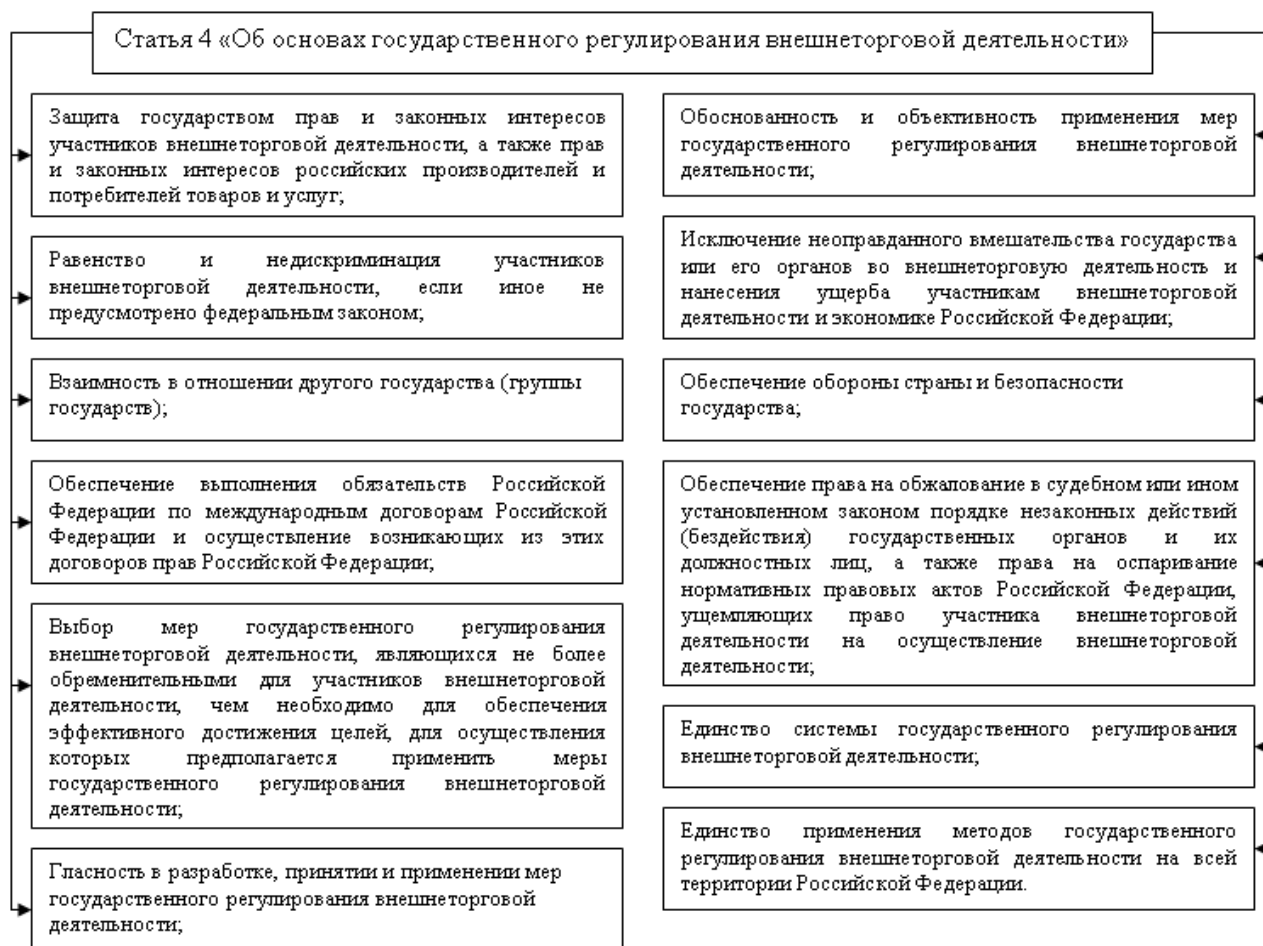 Статья 4 «Об основах государственного регулирования внешнеторговой деятельности»
Защита государством прав и законных интересов
участников внешнеторговой деятельности, а также прав
и законных интересов российских производителей и
потребителей товаров и услуг;
Равенство и недискриминация участников
внешнеторговой деятельности, если иное не
предусмотрено федеральным законом;
Взаимность в отношении другого государства (группы
государств);
Обеспечение выполнения обязательств Российской
Федерации по международным договорам Российской
Федерации и осуществление возникающих из этих
договоров прав Российской Федерации;
Выбор мер государственного регулирования
внешнеторговой деятельности, являющихся не более
обременительными для участников внешнеторговой
деятельности, чем необходимо для обеспечения
эффективного достижения целей, для осуществления
которых предполагается применить меры
государственного регулирования внешнеторговой
деятельности;
Гласность в разработке, принятии и применении мер
государственного регулирования внешнеторговой
деятельности;
Обоснованность и объективность применения мер
государственного регулирования внешнеторговой
деятельности;
Исключение неоправданного вмешательства государства
или его органов во внешнеторговую деятельность и
нанесения ущерба участникам внешнеторговой
деятельности и экономике Российской Федерации;
Обеспечение обороны страны и безопасности
государства;
Обеспечение права на обжалование в судебном или ином
установленном законом порядке незаконных действий
(бездействия) государственных органов и их
должностных лиц, а также права на оспаривание
нормативных правовых актов Российской Федерации,
ущемляющих право участника внешнеторговой
деятельности на осуществление внешнеторговой
деятельности;
Единство системы государственного регулирования
внешнеторговой деятельности;
Единство применения методов государственного
регулирования внешнеторговой деятельности на всей
территории Российской Федерации.